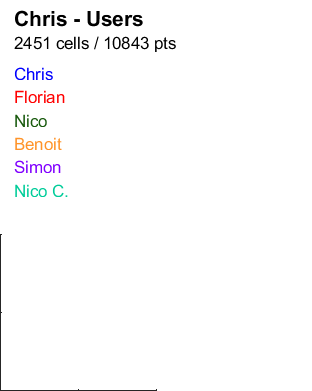 Chris - Users
2451 cells / 10843 pts
Chris
Florian
Nico
Benoit
Simon
Nico C.